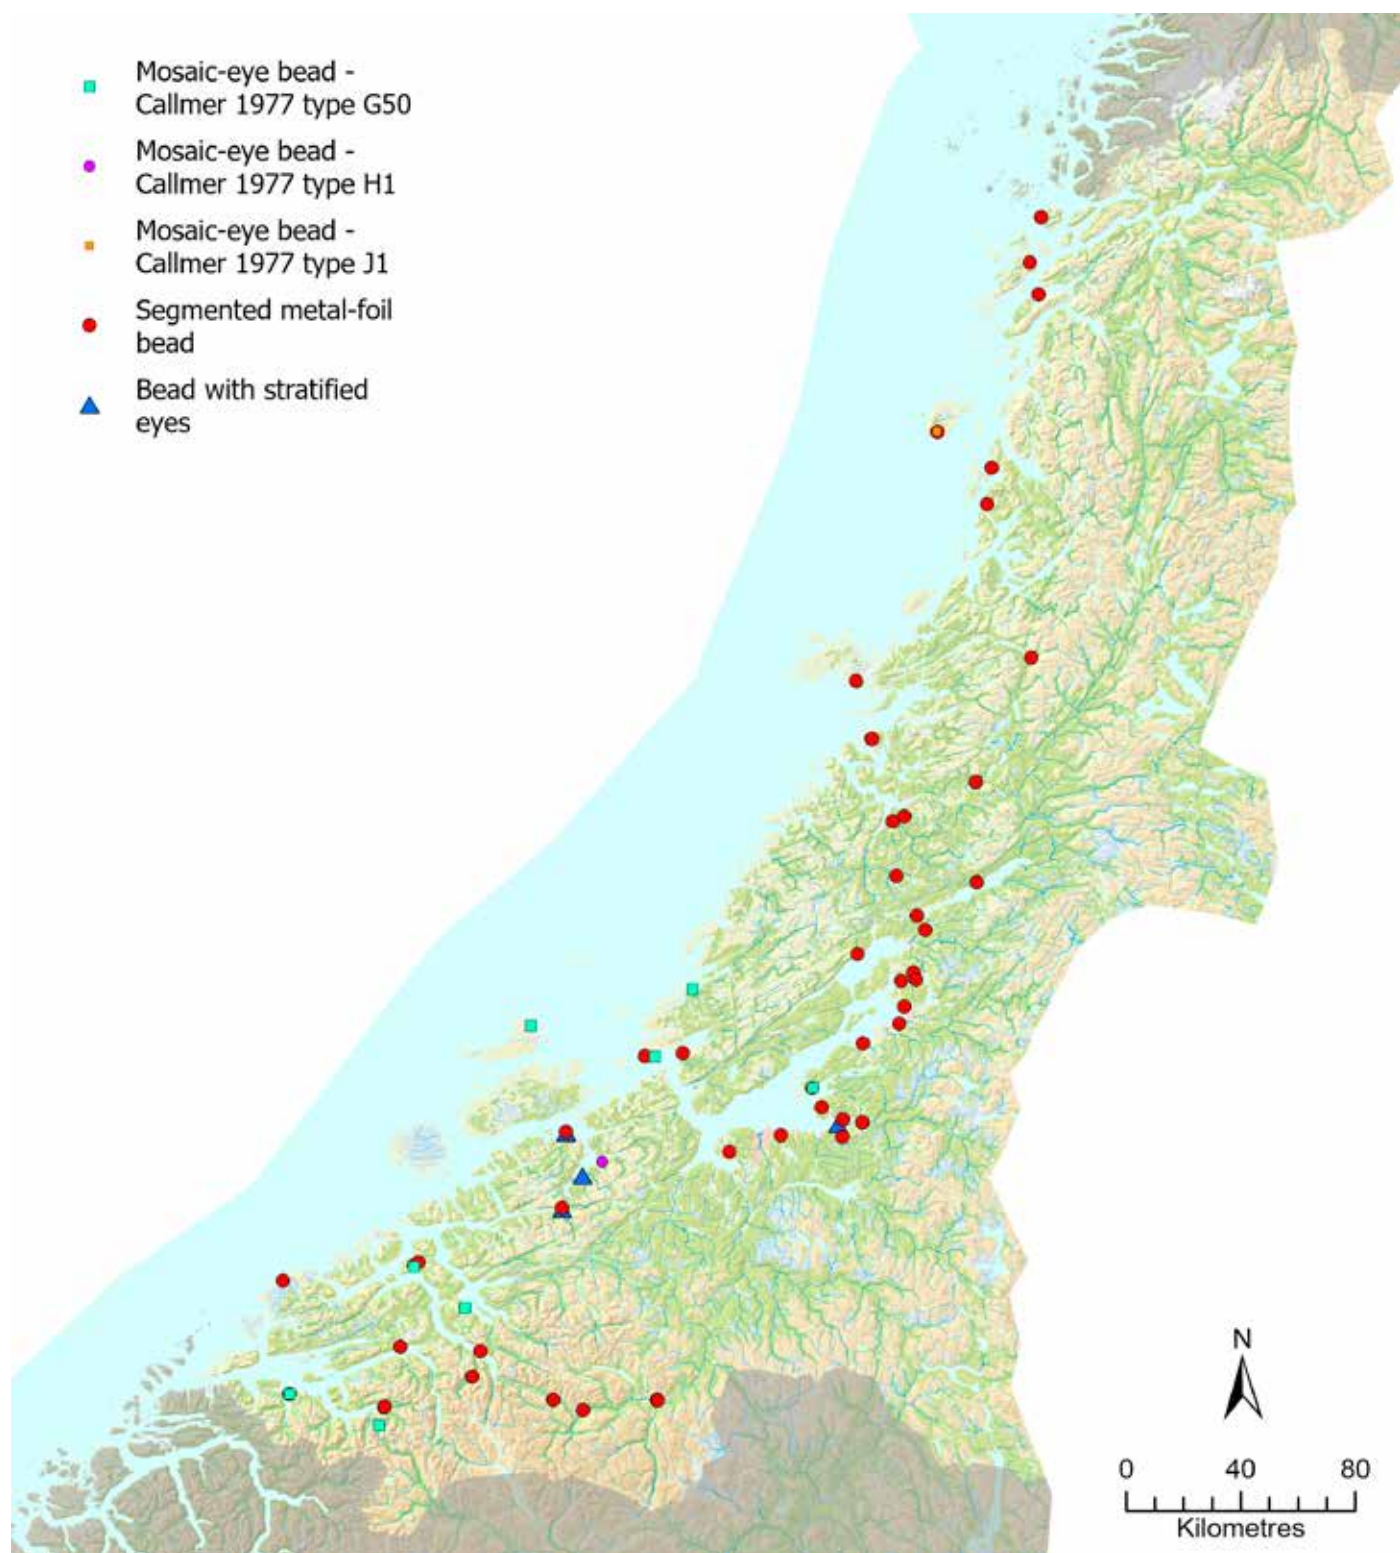 Mosaic-eye bead -
Callmer 1977 type G50
Mosaic-eye bead -
Callmer 1977 type H1
Mosaic-eye bead -
Callmer 1977 type J1
Segmented metal-foil
bead
Bead with stratified
eyes
N
0 40 80
Kilometres